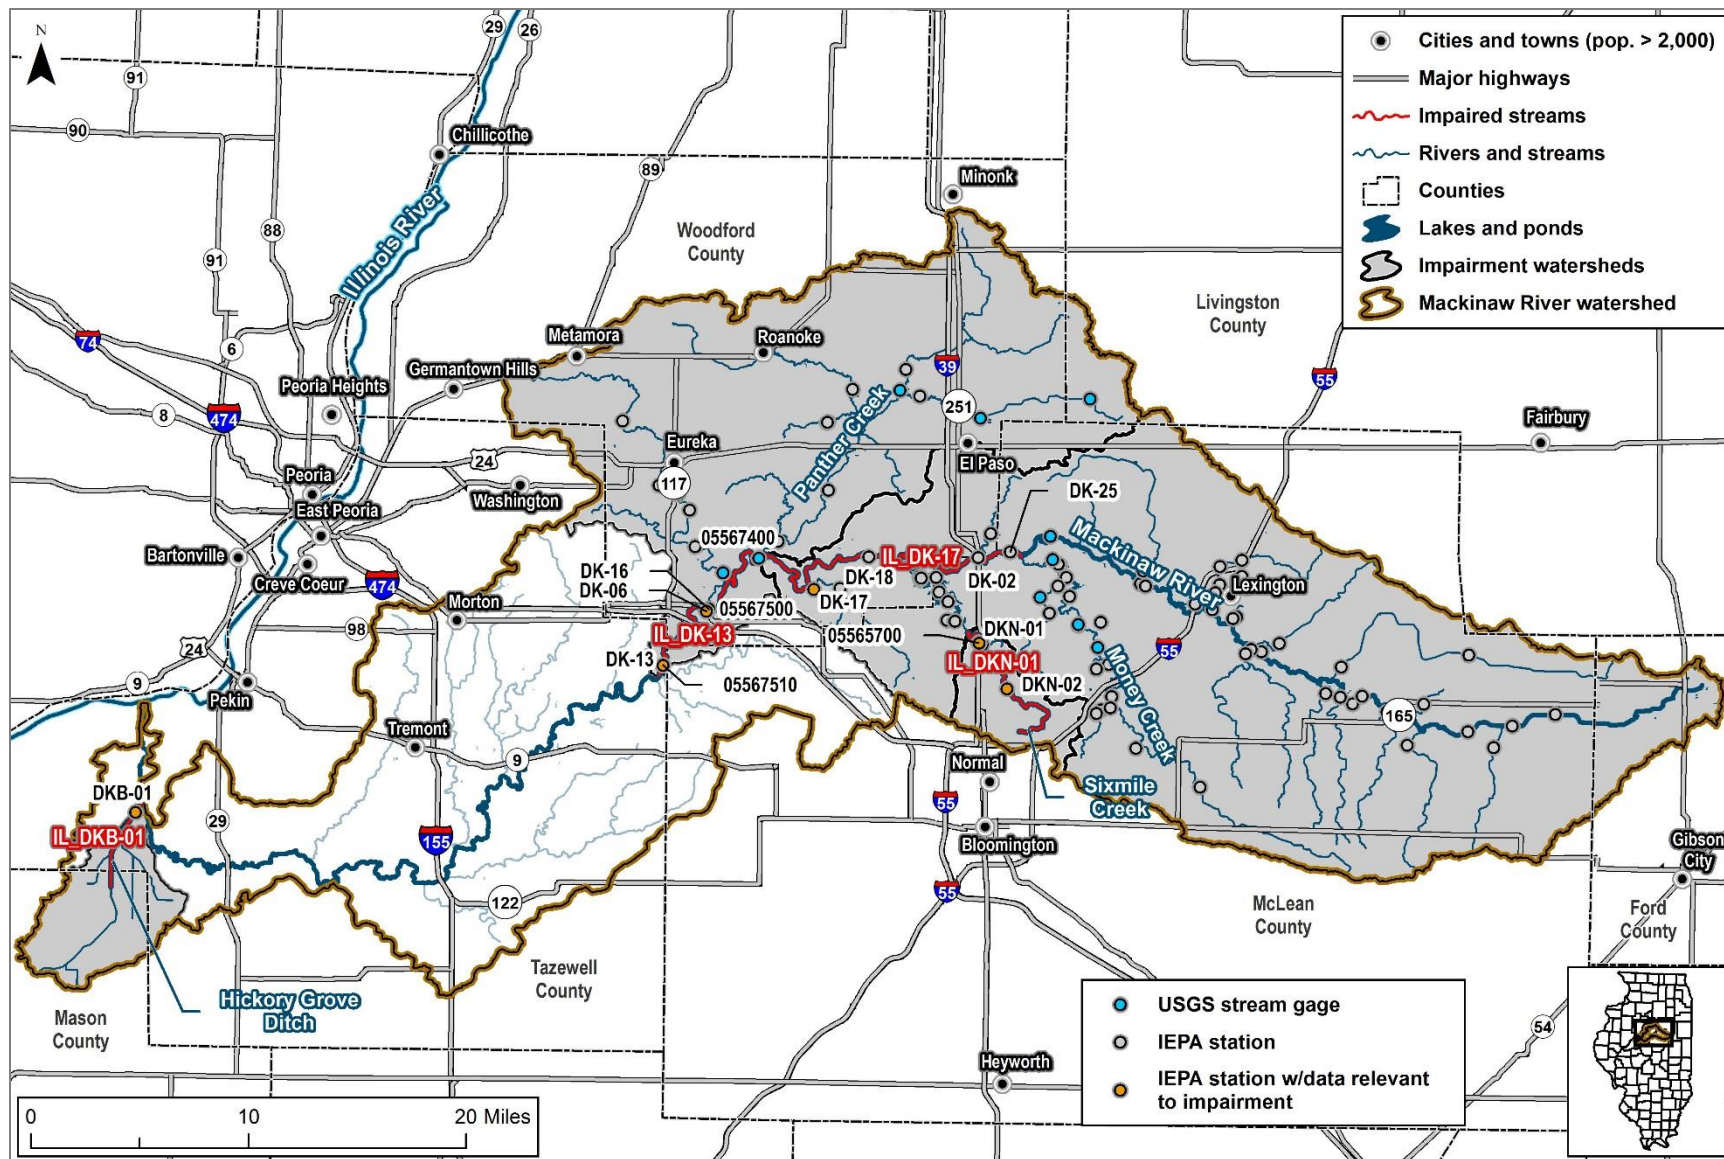 N
29
26
91
90
Chillicothe
89
Minonk
Woodford
County
88
Illinois River
91
Livingston
County
74
6
Metamora
Roanoke
Germantown Hills
Peoria Heights
39
55
8
474
251
Panther Creek
Fairbury
Eureka
El Paso
24
Peoria
Washington
117
DK-25
East Peoria
05567400
Bartonville
IL_DK-17
Mackinaw River
Creve Coeur
474
DK-16
DK-06
DK-18
DK-02
Lexington
DK-17
Morton
05567500
98
IL_DK-13
05565700
DKN-01
24
DK-13
IL_DKN-01
55
9
05567510
DKN-02
Money Creek
Pekin
165
Tremont
9
Normal
Sixmile
Creek
DKB-01
55
IL_DKB-01
29
155
Bloomington
Gibson
City
122
55
McLean
County
Ford
County
Tazewell
County
Hickory Grove
Ditch
Mason
County
54
Heyworth
Cities and towns (pop. > 2,000)
Major highways
Impaired streams
Rivers and streams
Counties
Lakes and ponds
Impairment watersheds
Mackinaw River watershed
USGS stream gage
IEPA station
IEPA station w/data relevant
to impairment
0 10 20 Miles